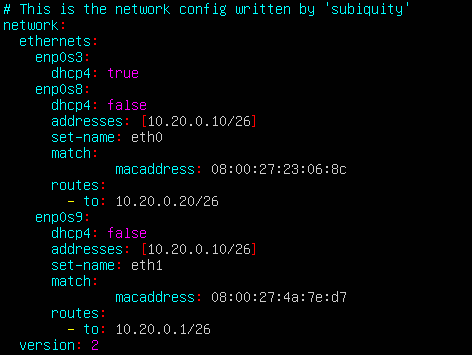 # This is the network config written by 'subiquity'
network:
  ethernets:
    enp0s3:
      dhcp4: true
    enp0s8:
      dhcp4: false
      addresses: [10.20.0.10/26]
      set-name: eth0
      match:
              macaddress: 08:00:27:23:06:8c
      routes:
        - to: 10.20.0.20/26
    enp0s9:
      dhcp4: false
      addresses: [10.20.0.10/26]
      set-name: eth1
      match:
              macaddress: 08:00:27:4a:7e:d7
      routes:
        - to: 10.20.0.1/26
  version: 2